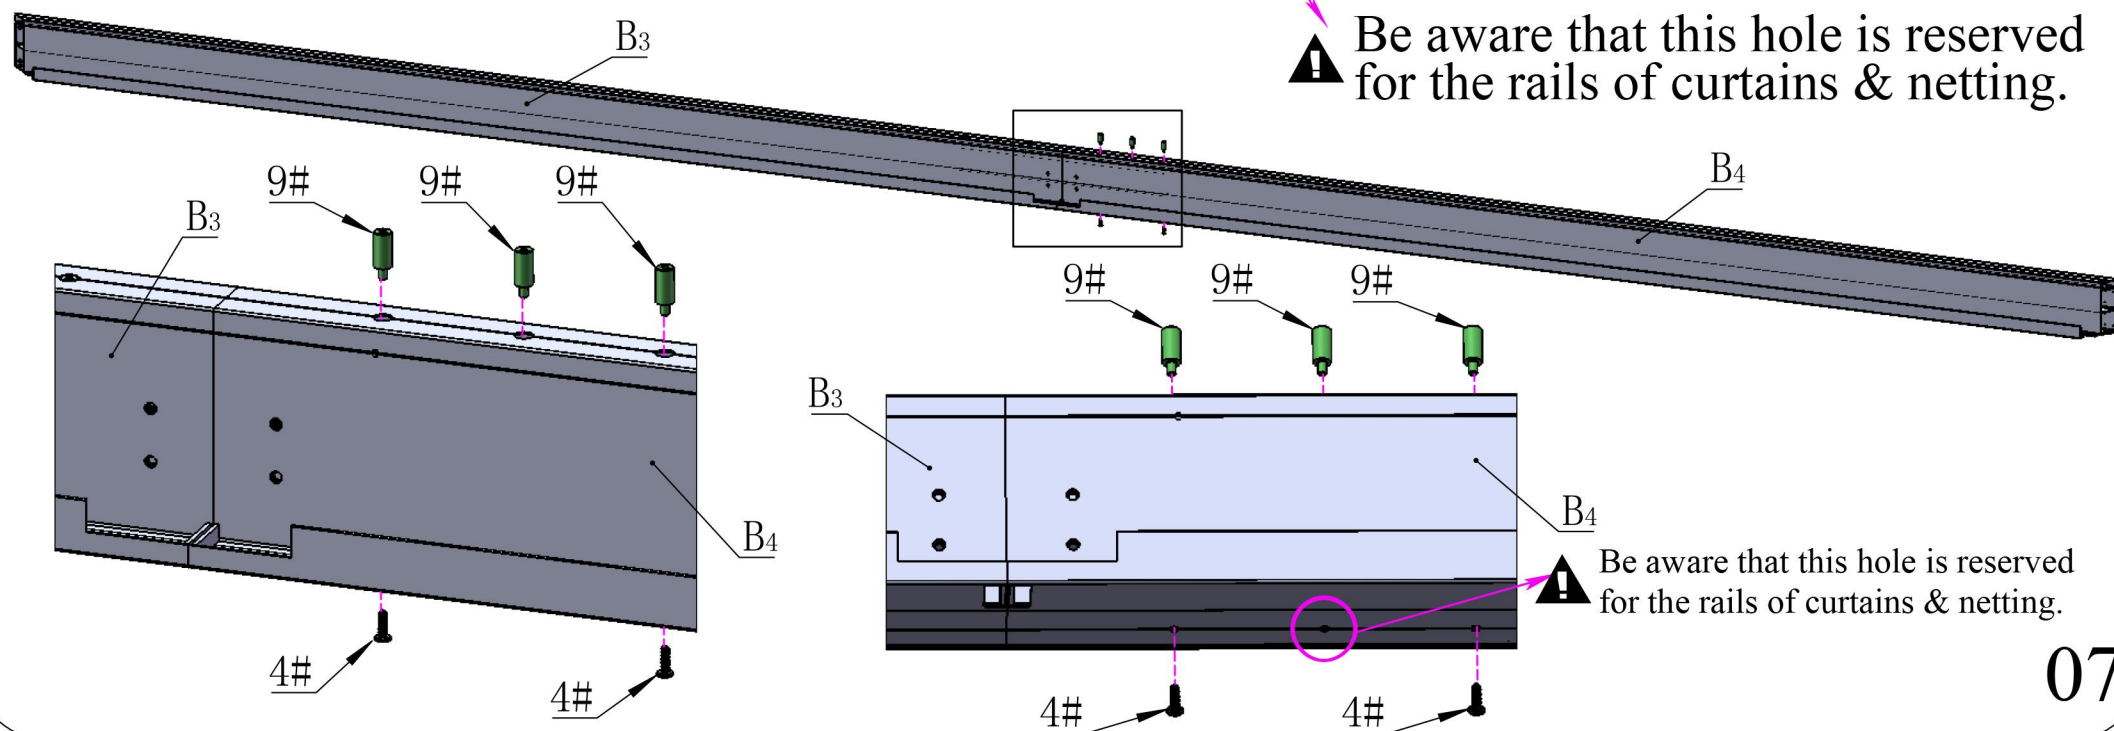 Be aware that this hole is reserved
for the rails of curtains & netting.
B3
B4
9#
9#
9#
B3
9#
9#
9#
B3
B4
B4
Be aware that this hole is reserved
for the rails of curtains & netting.
4#
4#
4#
4#
07